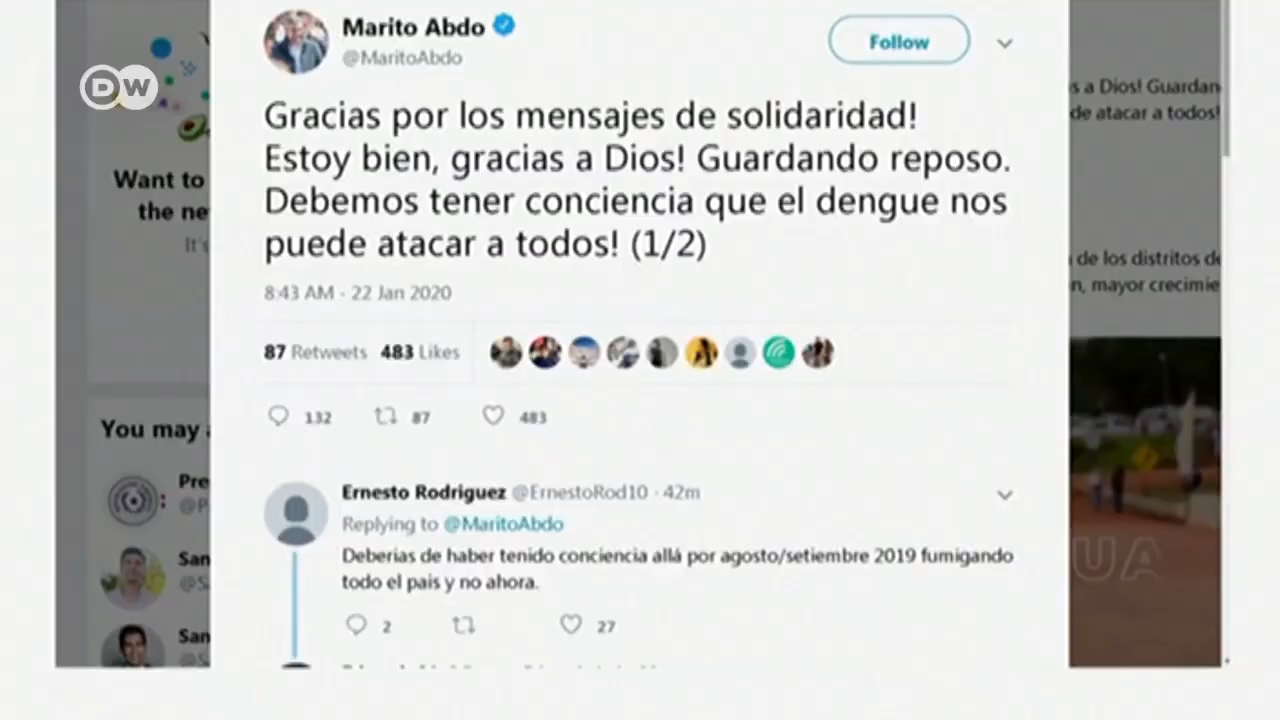 DW
Marito Abdo
@MaritoAbdo
Follow
Gracias por los mensajes de solidaridad!
Estoy bien, gracias a Dios! Guardando reposo.
Debemos tener conciencia que el dengue nos
puede atacar a todos! (1/2)
8:43 AM - 22 Jan 2020
87 Retweets 483 Likes
132 87 483
Ernesto Rodriguez @ErnestoRod10 · 42m
Replying to @MaritoAbdo
Deberias de haber tenido conciencia allá por agosto/setiembre 2019 fumigando
todo el pais y no ahora.
2 27
Want to
the ne
It's
You may
Pre
@P
San
@S
San
@S
s a Dios! Guardan
de atacar a todos!
de los distritos de
n, mayor crecimie
UA